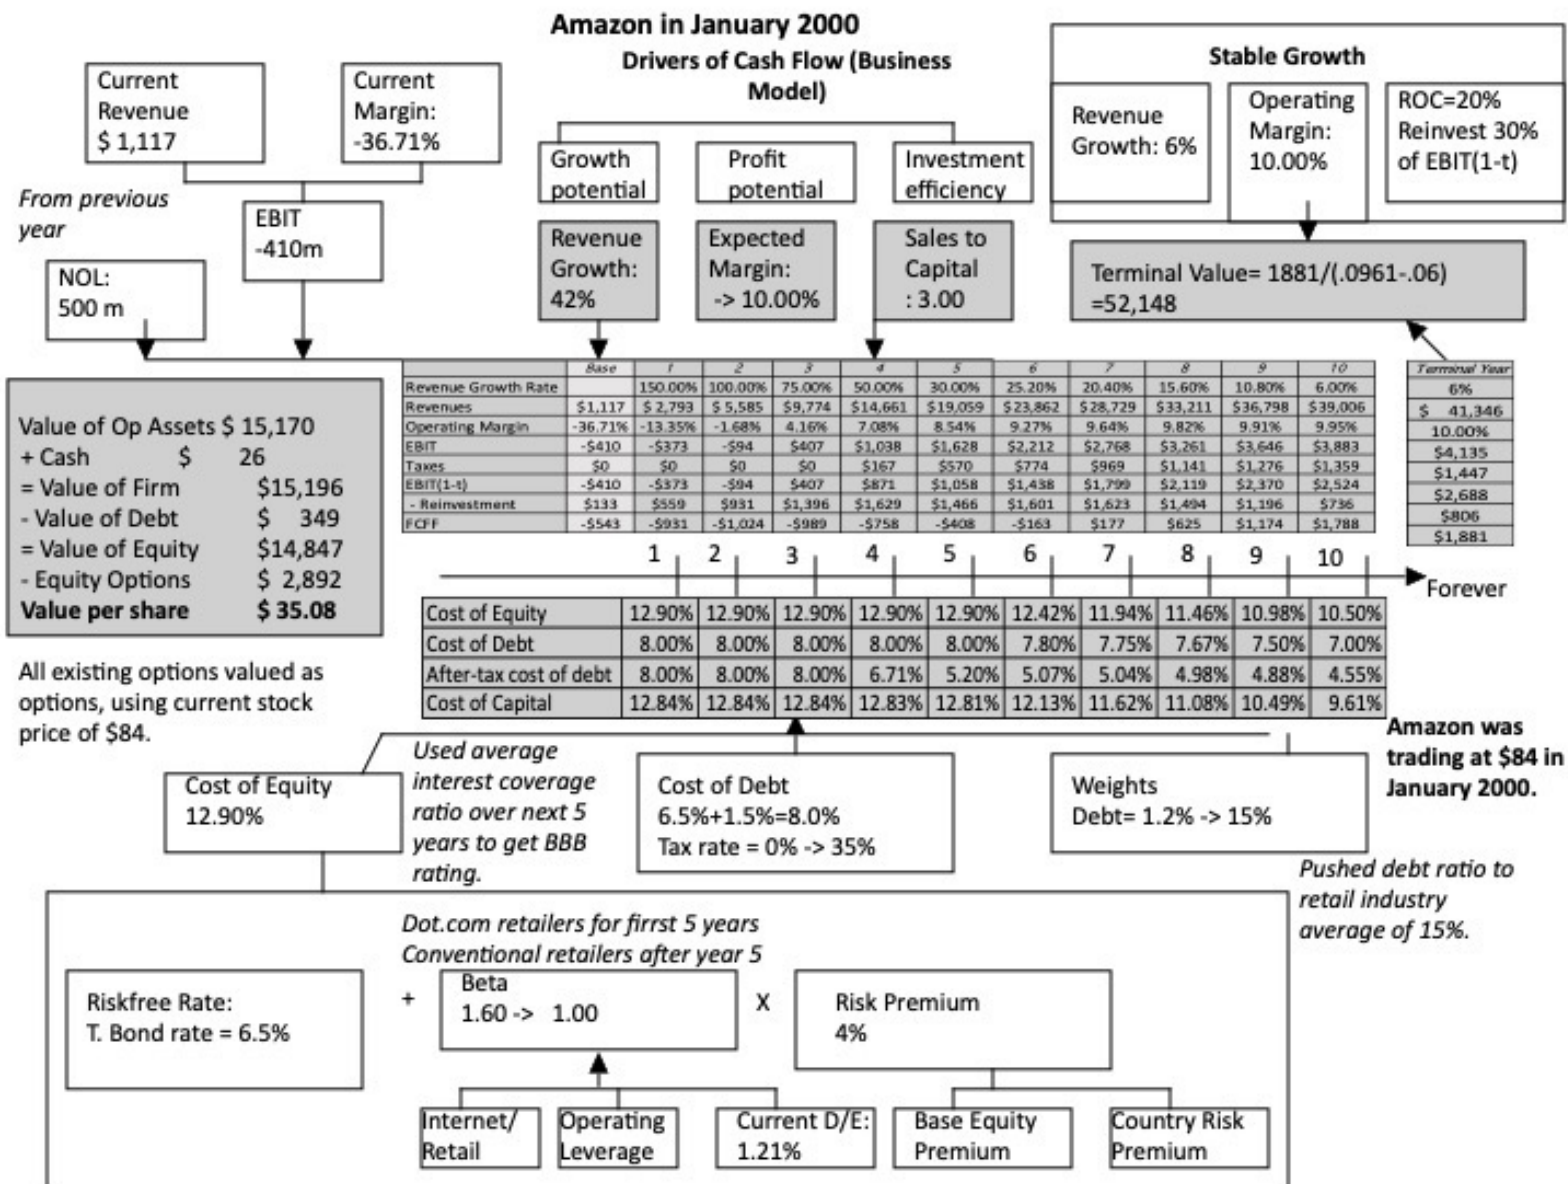 Amazon in January 2000
Drivers of Cash Flow (Business
Model)
Stable Growth
Current
Revenue
$ 1,117
Current
Margin:
-36.71%
Growth
potential
Profit
potential
Investment
efficiency
Revenue
Growth: 6%
Operating
Margin:
10.00%
ROC=20%
Reinvest 30%
of EBIT(1-t)
From previous
year
EBIT
-410m
NOL:
500 m
Revenue
Growth:
42%
Expected
Margin:
-> 10.00%
Sales to
Capital
: 3.00
Terminal Value= 1881/(.0961-.06)
=52,148
Base 1 2 3 4 5 6 7 8 9 10
Revenue Growth Rate 150.00% 100.00% 75.00% 50.00% 30.00% 25.20% 20.40% 15.60% 10.80% 6.00%
Revenues $1,117 $ 2,793 $ 5,585 $9,774 $14,661 $19,059 $23,862 $28,729 $33,211 $36,798 $39,006
Operating Margin -36.71% -13.35% -1.68% 4.16% 7.08% 8.54% 9.27% 9.64% 9.82% 9.91% 9.95%
EBIT -$410 -$373 -$94 $407 $1,038 $1,628 $2,212 $2,768 $3,261 $3,646 $3,883
Taxes $0 $0 $0 $0 $167 $570 $774 $969 $1,141 $1,276 $1,359
EBIT(1-t) -$410 -$373 -$94 $407 $871 $1,058 $1,438 $1,799 $2,119 $2,370 $2,524
- Reinvestment $133 $559 $931 $1,396 $1,629 $1,466 $1,601 $1,623 $1,494 $1,196 $736
FCFF -$543 -$931 -$1,024 -$989 -$758 -$408 -$163 $177 $625 $1,174 $1,788
Terminal Year
6%
$ 41,346
10.00%
$4,135
$1,447
$2,688
$806
$1,881
Value of Op Assets $ 15,170
+ Cash $ 26
= Value of Firm $15,196
- Value of Debt $ 349
= Value of Equity $14,847
- Equity Options $ 2,892
Value per share $ 35.08
1 2 3 4 5 6 7 8 9 10
Forever
Cost of Equity 12.90% 12.90% 12.90% 12.90% 12.90% 12.42% 11.94% 11.46% 10.98% 10.50%
Cost of Debt 8.00% 8.00% 8.00% 8.00% 8.00% 7.80% 7.75% 7.67% 7.50% 7.00%
After-tax cost of debt 8.00% 8.00% 8.00% 6.71% 5.20% 5.07% 5.04% 4.98% 4.88% 4.55%
Cost of Capital 12.84% 12.84% 12.84% 12.83% 12.81% 12.13% 11.62% 11.08% 10.49% 9.61%
All existing options valued as
options, using current stock
price of $84.
Amazon was
trading at $84 in
January 2000.
Cost of Equity
12.90%
Used average
interest coverage
ratio over next 5
years to get BBB
rating.
Cost of Debt
6.5%+1.5%=8.0%
Tax rate = 0% -> 35%
Weights
Debt= 1.2% -> 15%
Pushed debt ratio to
retail industry
average of 15%.
Dot.com retailers for firrst 5 years
Conventional retailers after year 5
Riskfree Rate:
T. Bond rate = 6.5%
+
Beta
1.60 -> 1.00
X
Risk Premium
4%
Internet/
Retail
Operating
Leverage
Current D/E:
1.21%
Base Equity
Premium
Country Risk
Premium